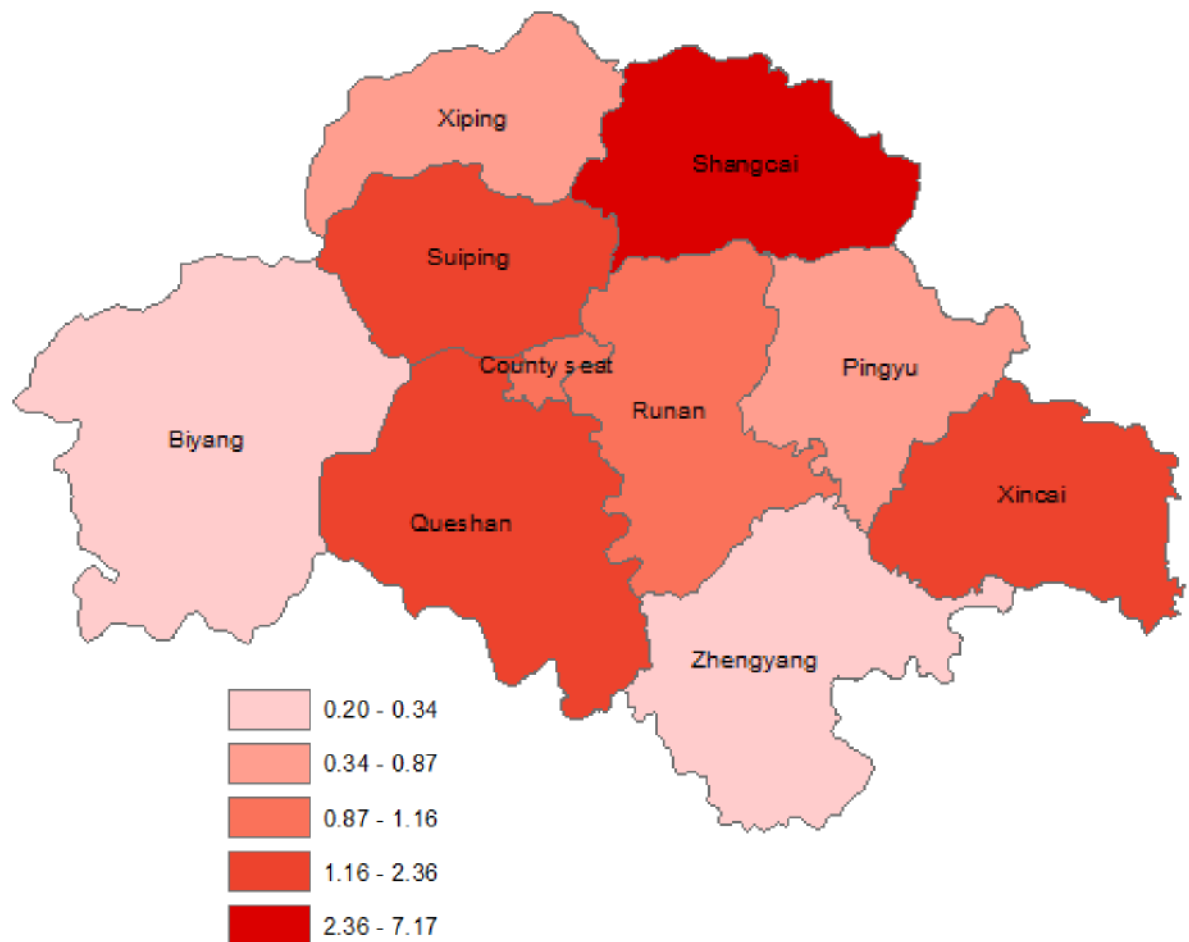 Xiping
Shangcai
Suiping
County seat
Pingyu
Runan
Biyang
Xincai
Queshan
Zhengyang
0.20 - 0.34
0.34 - 0.87
0.87 - 1.16
1.16 - 2.36
2.36 - 7.17